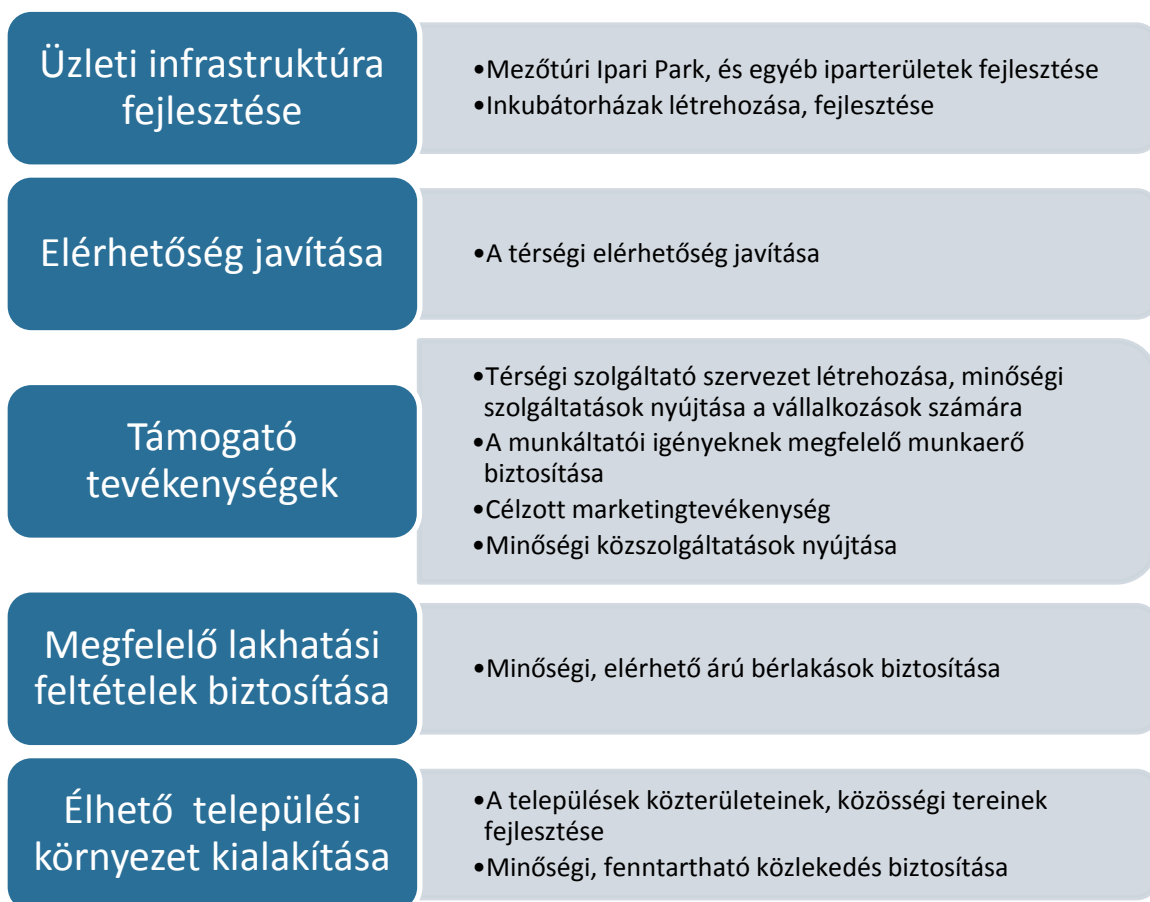 Üzleti infrastruktúra
fejlesztése
•Mezőtúri Ipari Park, és egyéb iparterületek fejlesztése
•Inkubátorházak létrehozása, fejlesztése
Elérhetőség javítása
•A térségi elérhetőség javítása
Támogató
tevékenységek
•Térségi szolgáltató szervezet létrehozása, minőségi
szolgáltatások nyújtása a vállalkozások számára
•A munkáltatói igényeknek megfelelő munkaerő
biztosítása
•Célzott marketingtevékenység
•Minőségi közszolgáltatások nyújtása
Megfelelő lakhatási
feltételek biztosítása
•Minőségi, elérhető árú bérlakások biztosítása
Élhető települési
környezet kialakítása
•A települések közterületeinek, közösségi tereinek
fejlesztése
•Minőségi, fenntartható közlekedés biztosítása